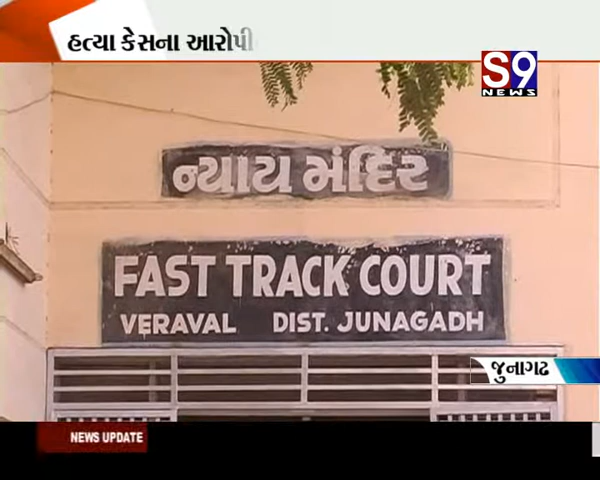 હત્યા કેસના આરોપી
S9
NEWS
ન્યાય મંદિર
FAST TRACK COURT
VERAVAL DIST. JUNAGADH
જુનાગઢ
NEWS UPDATE